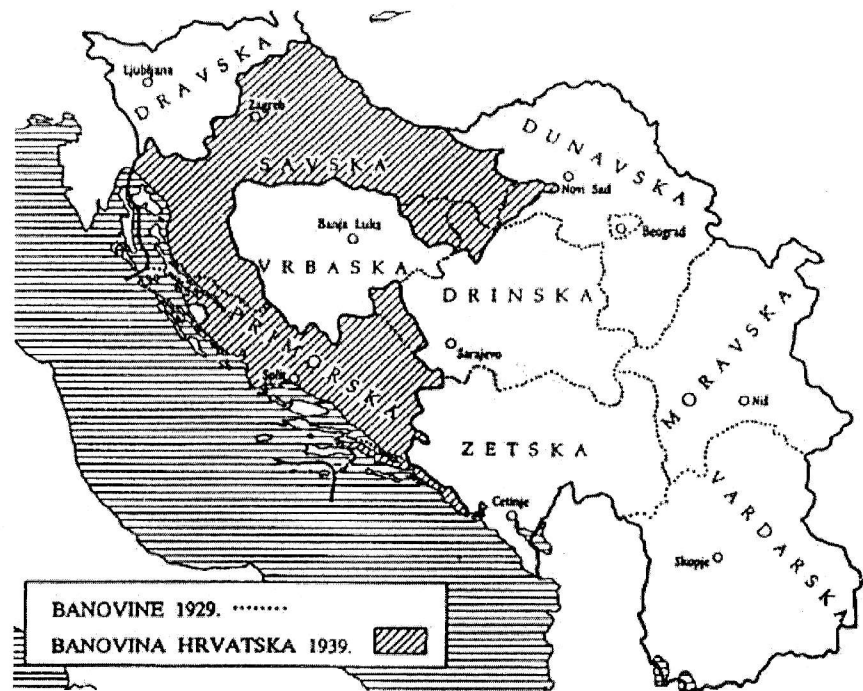 Ljubljana
DRAVSKA
Zagreb
SAVSKA
DUNAVSKA
Novi Sad
Beograd
Banja Luka
VRBASKA
DRINSKA
Sarajevo
PRIMORSKA
Split
MORAVSKA
Niš
ZETSKA
Cetinje
VARDARSKA
Skopje
BANOVINE 1929. ........
BANOVINA HRVATSKA 1939.